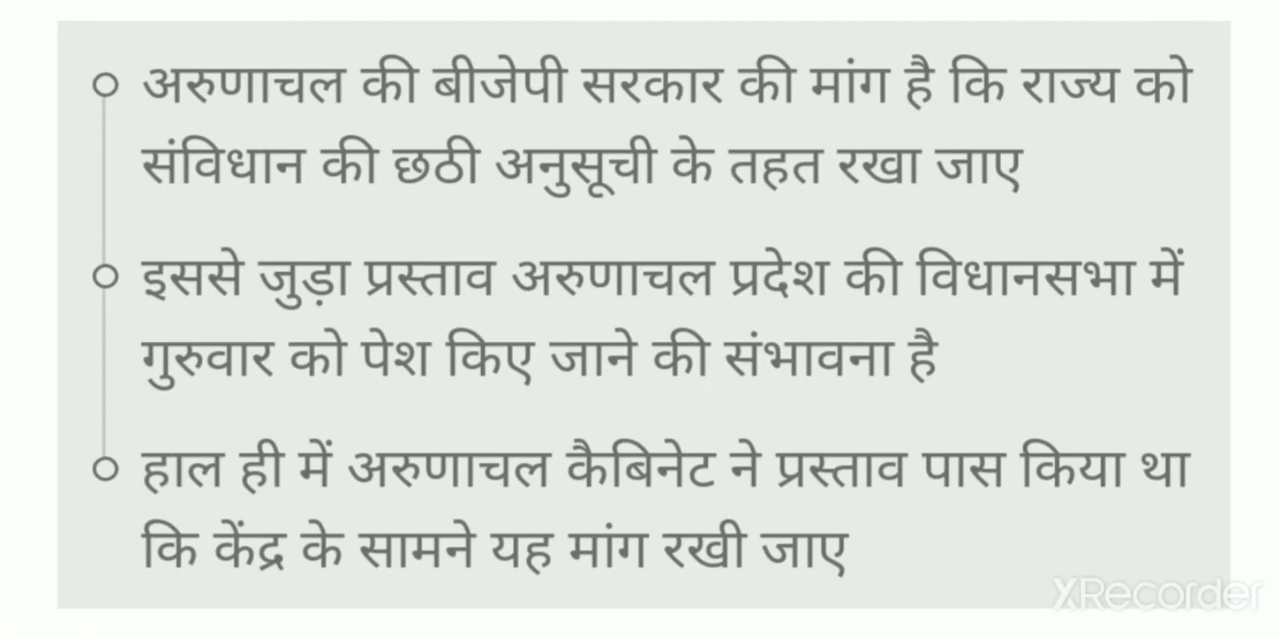 अरुणाचल की बीजेपी सरकार की मांग है कि राज्य को
संविधान की छठी अनुसूची के तहत रखा जाए
इससे जुड़ा प्रस्ताव अरुणाचल प्रदेश की विधानसभा में
गुरुवार को पेश किए जाने की संभावना है
हाल ही में अरुणाचल कैबिनेट ने प्रस्ताव पास किया था
कि केंद्र के सामने यह मांग रखी जाए
XRecorder